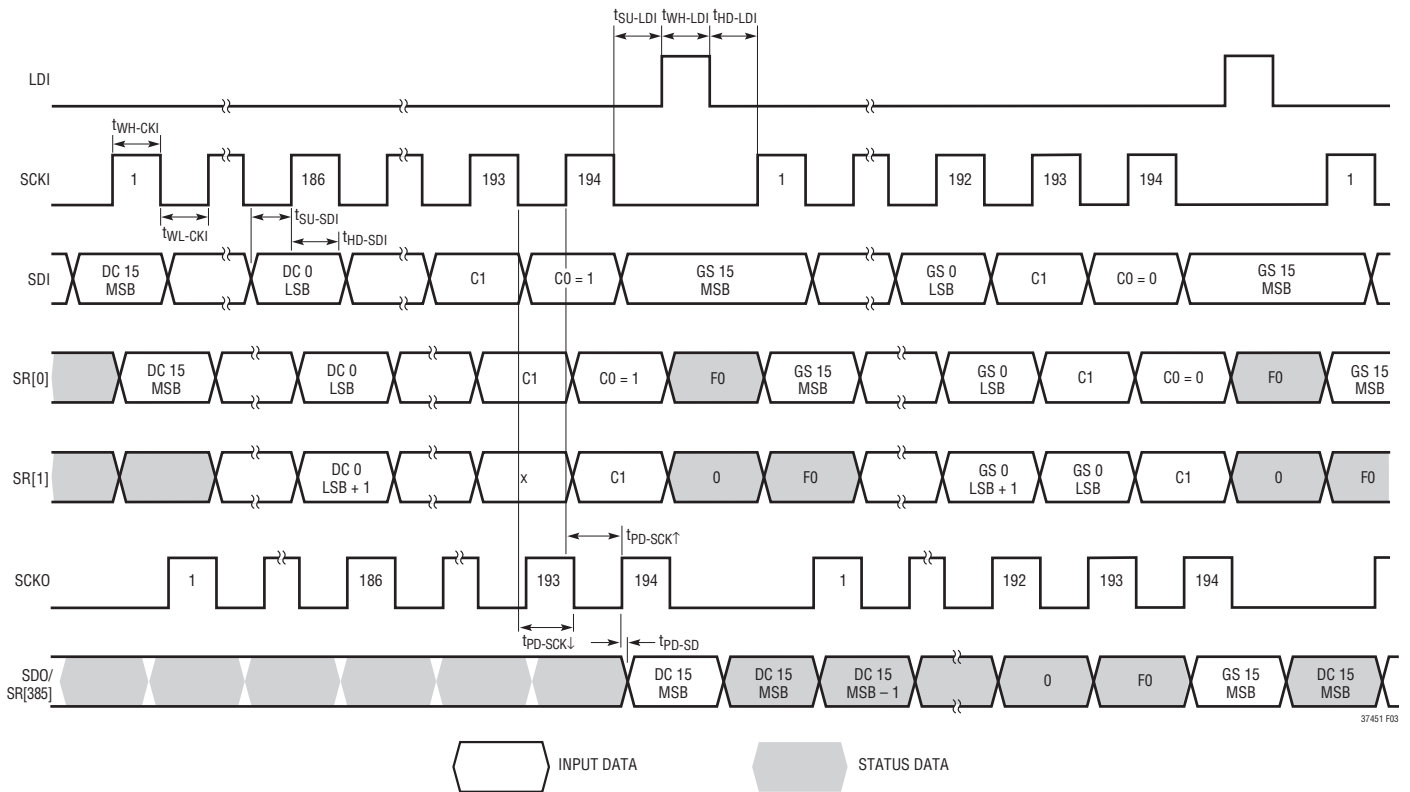 tSU-LDI tWH-LDI tHD-LDI
LDI
tWH-CKI
SCKI 1 186 193 194 1 192 193 194 1
tWL-CKI tSU-SDI tHD-SDI
SDI DC 15 MSB DC 0 LSB C1 C0 = 1 GS 15 MSB GS 0 LSB C1 C0 = 0 GS 15 MSB
SR[0] DC 15 MSB DC 0 LSB C1 C0 = 1 F0 GS 15 MSB GS 0 LSB C1 C0 = 0 F0 GS 15 MSB
SR[1] DC 0 LSB + 1 x C1 0 F0 GS 0 LSB + 1 GS 0 LSB C1 0 F0
tPD-SCK↑
SCKO 1 186 193 194 1 192 193 194
tPD-SCK↓ tPD-SD
SDO/ SR[385] DC 15 MSB DC 15 MSB DC 15 MSB – 1 0 F0 GS 15 MSB DC 15 MSB
37451 F03
INPUT DATA STATUS DATA